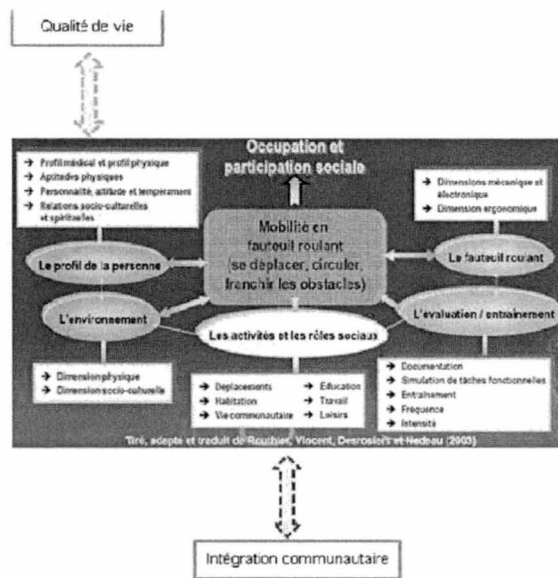 Qualité de vie
Occupation et
participation sociale
→ Profil médical et profil physique
→ Aptitudes physiques
→ Personnalité, attitude et tempérament
→ Relations socio-culturelles
et spirituelles
→ Dimensions mécanique et
électronique
→ Dimension ergonomique
Mobilité en
fauteuil roulant
(se déplacer, circuler,
franchir les obstacles)
Le profil de la personne
Le fauteuil roulant
L'environnement
L'évaluation / entraînement
Les activités et les rôles sociaux
→ Dimension physique
→ Dimension socio-culturelle
→ Déplacements
→ Habitation
→ Vie communautaire
→ Éducation
→ Travail
→ Loisirs
→ Documentation
→ Simulation de tâches fonctionnelles
→ Entraînement
→ Fréquence
→ Intensité
Tiré, adapté et traduit de Routhier, Vincent, Desrosiers et Nadeau (2003)
Intégration communautaire